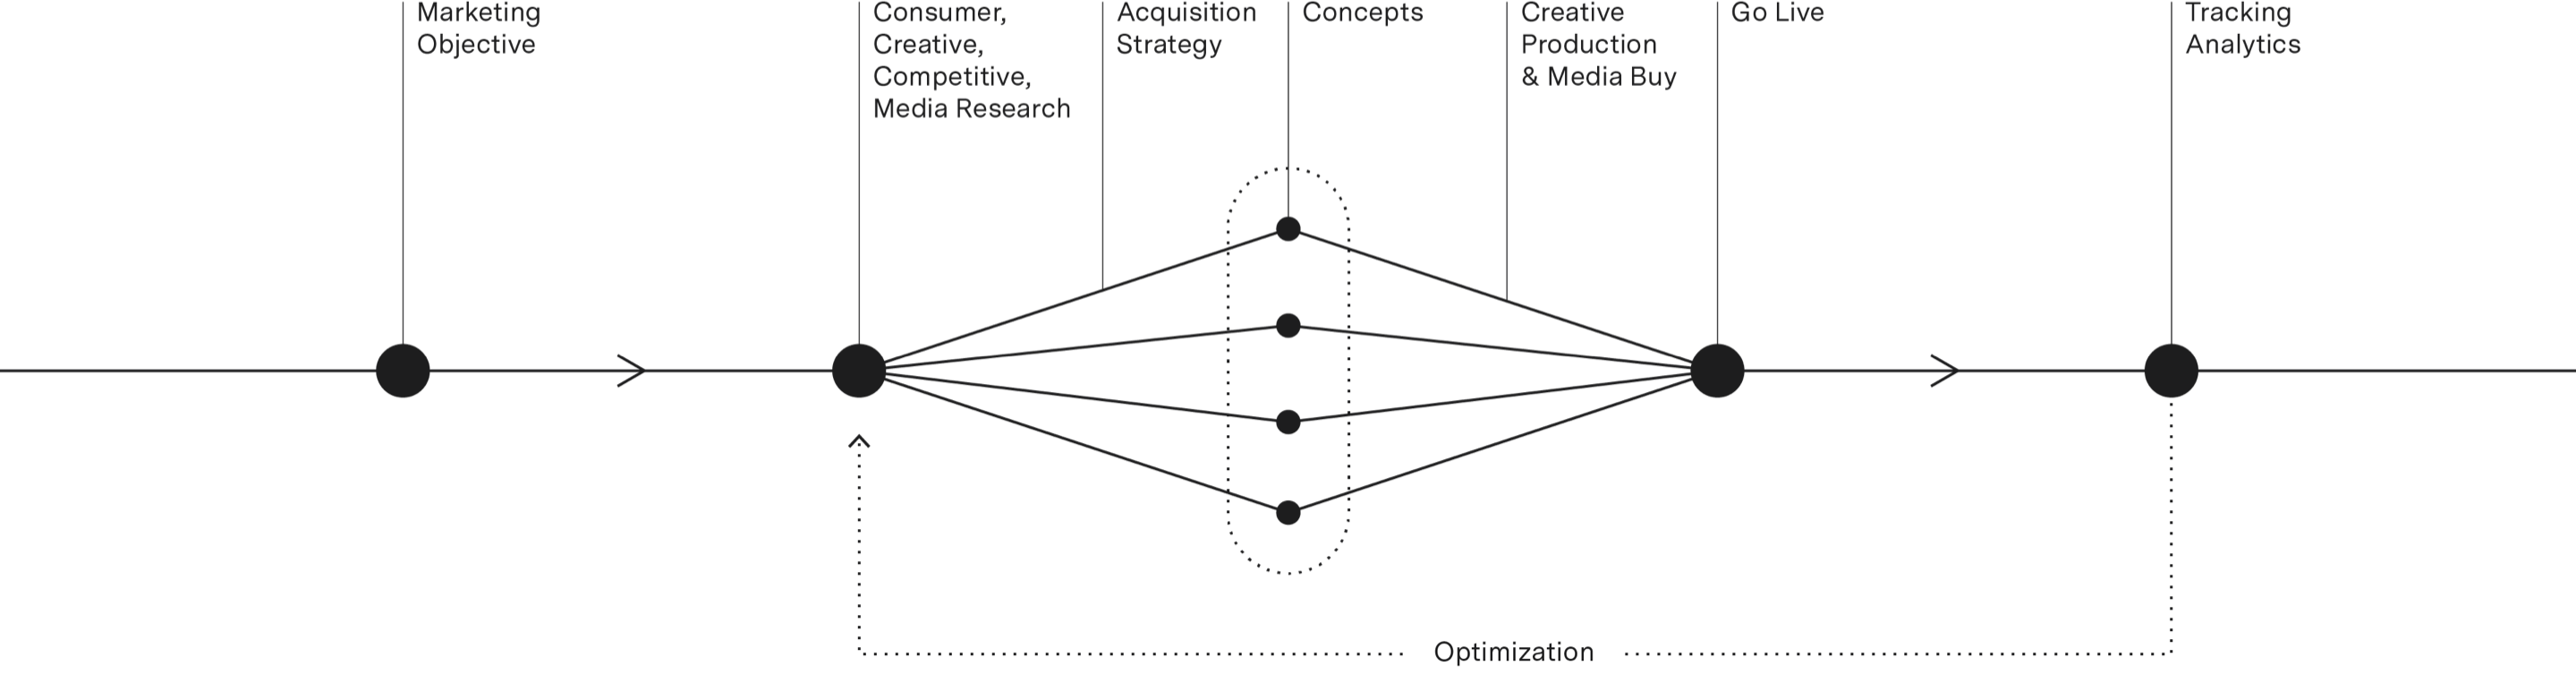 Marketing
Objective
Consumer,
Creative,
Competitive,
Media Research
Acquisition
Strategy
Concepts
Creative
Production
& Media Buy
Go Live
Tracking
Analytics
Optimization